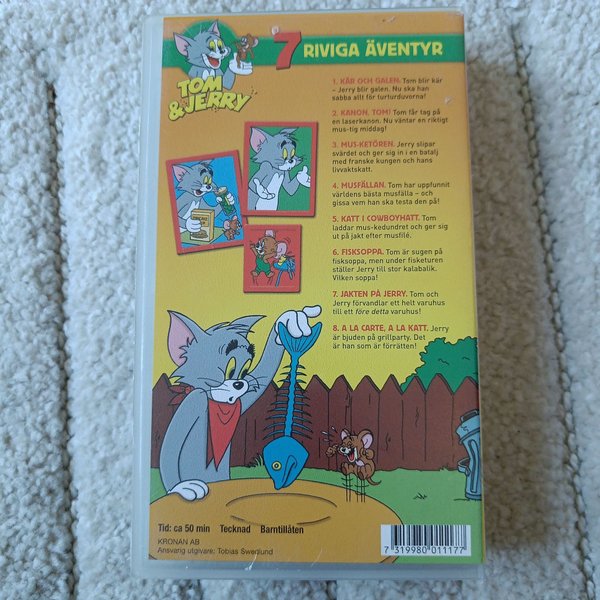 7 RIVIGA ÄVENTYR
TOM
& JERRY
1. KÄR OCH GALEN. Tom blir kär
– Jerry blir galen. Nu ska han
sabba allt för turturduvorna!
2. KANON, TOM! Tom får tag på
en laserkanon. Nu väntar en riktigt
mus-tig middag!
3. MUS-KETÖREN. Jerry slipar
svärdet och ger sig in i en batalj
med franske kungen och hans
livvaktskatt.
4. MUSFÄLLAN. Tom har uppfunnit
världens bästa musfälla – och
gissa vem han ska testa den på!
5. KATT I COWBOYHATT. Tom
laddar mus-kedundret och ger sig
ut på jakt efter musfilé.
6. FISKSOPPA. Tom är sugen på
fisksoppa, men under fisketuren
ställer Jerry till stor kalabalik.
Vilken soppa!
7. JAKTEN PÅ JERRY. Tom och
Jerry förvandlar ett helt varuhus
till ett före detta varuhus!
8. A LA CARTE, A LA KATT. Jerry
är bjuden på grillparty. Det
är han som är förrätten!
Tid: ca 50 min Tecknad Barntillåten
KRONAN AB
Ansvarig utgivare: Tobias Swenlund
7 319980 011177